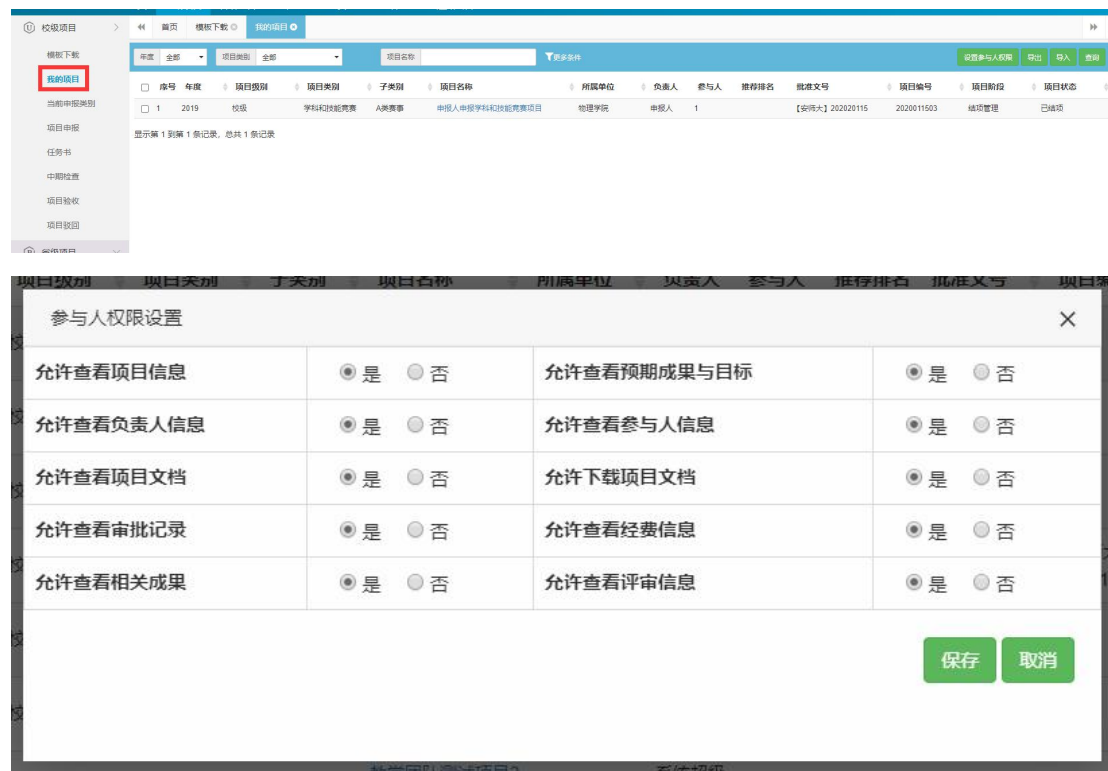 校级项目 首页 模板下载 我的项目
模板下载 年度 全部 项目类别 全部 项目名称 更多条件 设置参与人权限 导出 导入 查询
我的项目 序号 年度 项目级别 项目类别 子类别 项目名称 所属单位 负责人 参与人 推荐排名 批准文号 项目编号 项目阶段 项目状态
当前申报类别 1 2019 校级 学科和技能竞赛 A类赛事 申报人申报学科和技能竞赛项目 物理学院 申报人 1 【安师大】202020115 2020011503 结项管理 已结项
项目申报 显示第 1 到第 1 条记录，总共 1 条记录
任务书
中期检查
项目验收
项目驳回
省级项目
项目级别 项目类别 子类别 项目名称 所属单位 负责人 参与人 推荐排名 批准文号
参与人权限设置 ×
允许查看项目信息 是 否 允许查看预期成果与目标 是 否
允许查看负责人信息 是 否 允许查看参与人信息 是 否
允许查看项目文档 是 否 允许下载项目文档 是 否
允许查看审批记录 是 否 允许查看经费信息 是 否
允许查看相关成果 是 否 允许查看评审信息 是 否
保存 取消